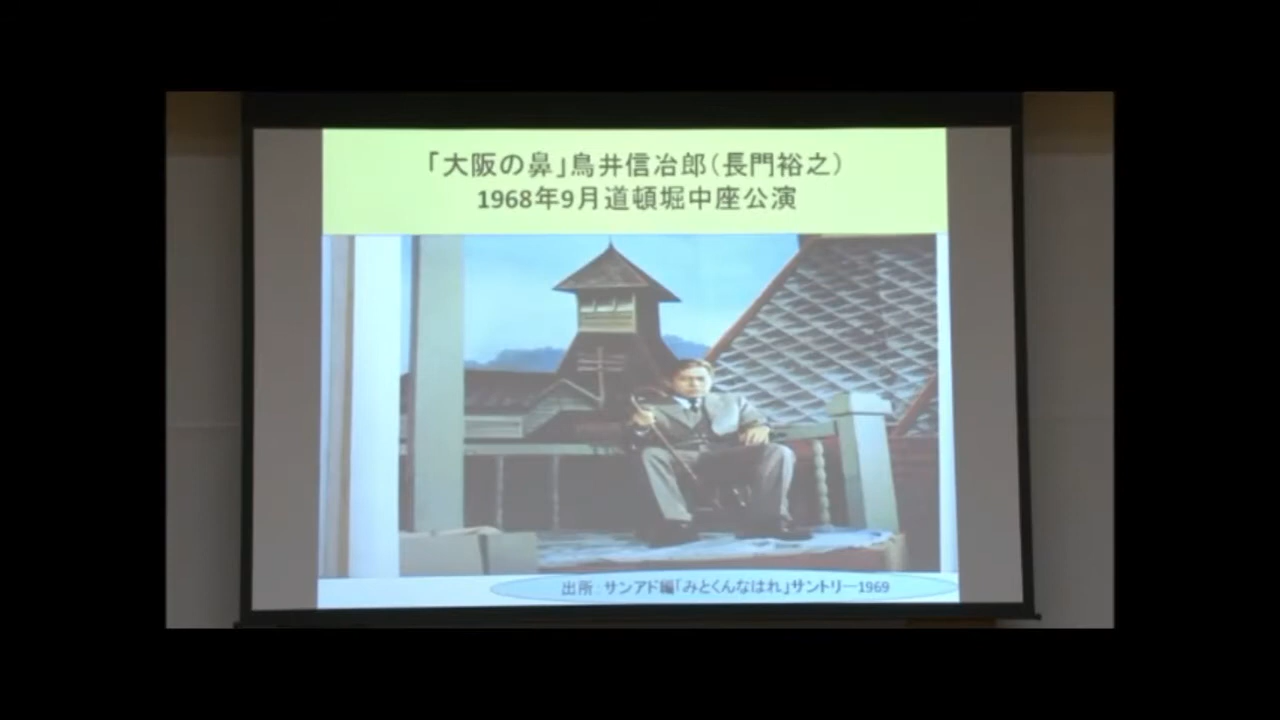 「大阪の鼻」鳥井信冶郎(長門裕之)
1968年9月道頓堀中座公演
出所:サンアド編「みとくんなはれ」サントリー1969